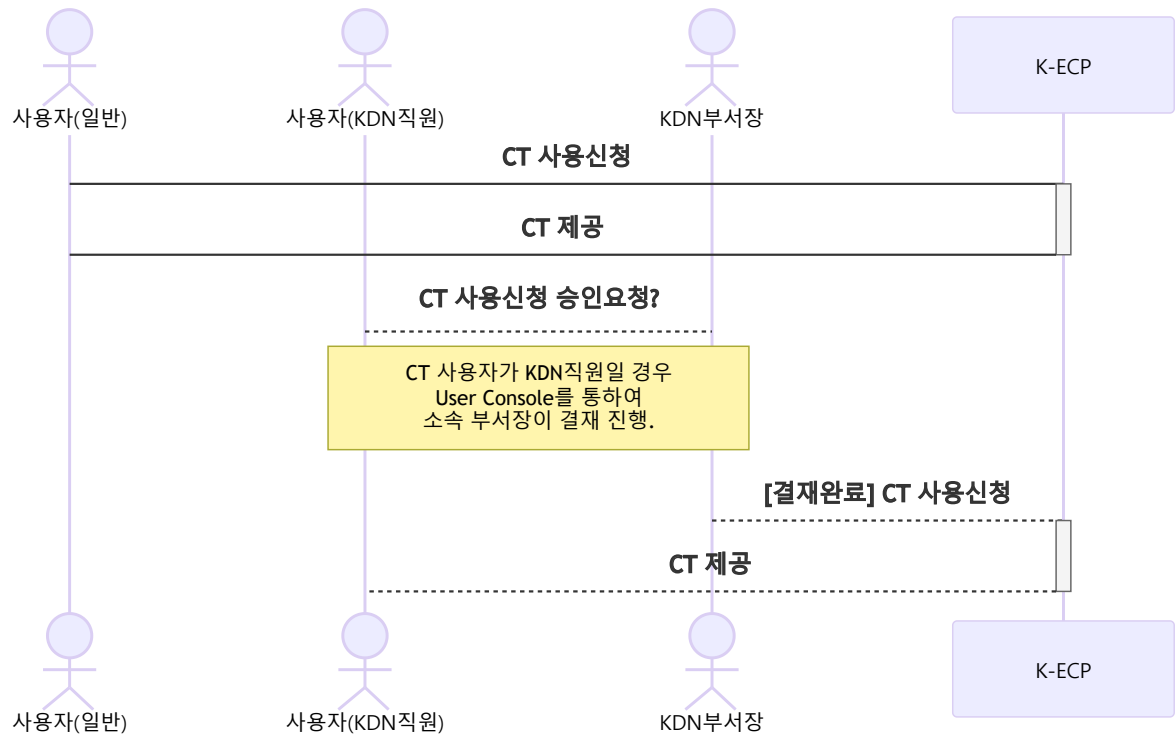 사용자(일반)
사용자(KDN직원)
KDN부서장
K-ECP
CT 사용신청
CT 제공
CT 사용신청 승인요청?
CT 사용자가 KDN직원일 경우
User Console를 통하여
소속 부서장이 결재 진행.
[결재완료] CT 사용신청
CT 제공
사용자(일반)
사용자(KDN직원)
KDN부서장
K-ECP